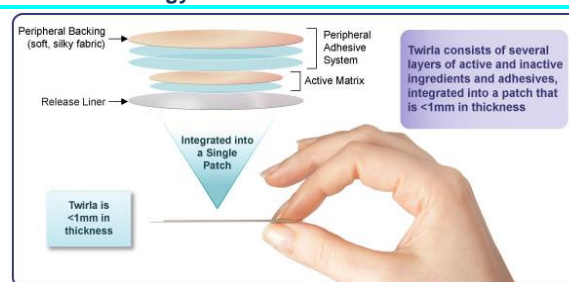 Peripheral Backing
(soft, silky fabric)
Release Liner
Peripheral
Adhesive
System
Active Matrix
Twirla consists of several
layers of active and inactive
ingredients and adhesives,
integrated into a patch that
is <1mm in thickness
Integrated into
a Single
Patch
Twirla is
<1mm in
thickness